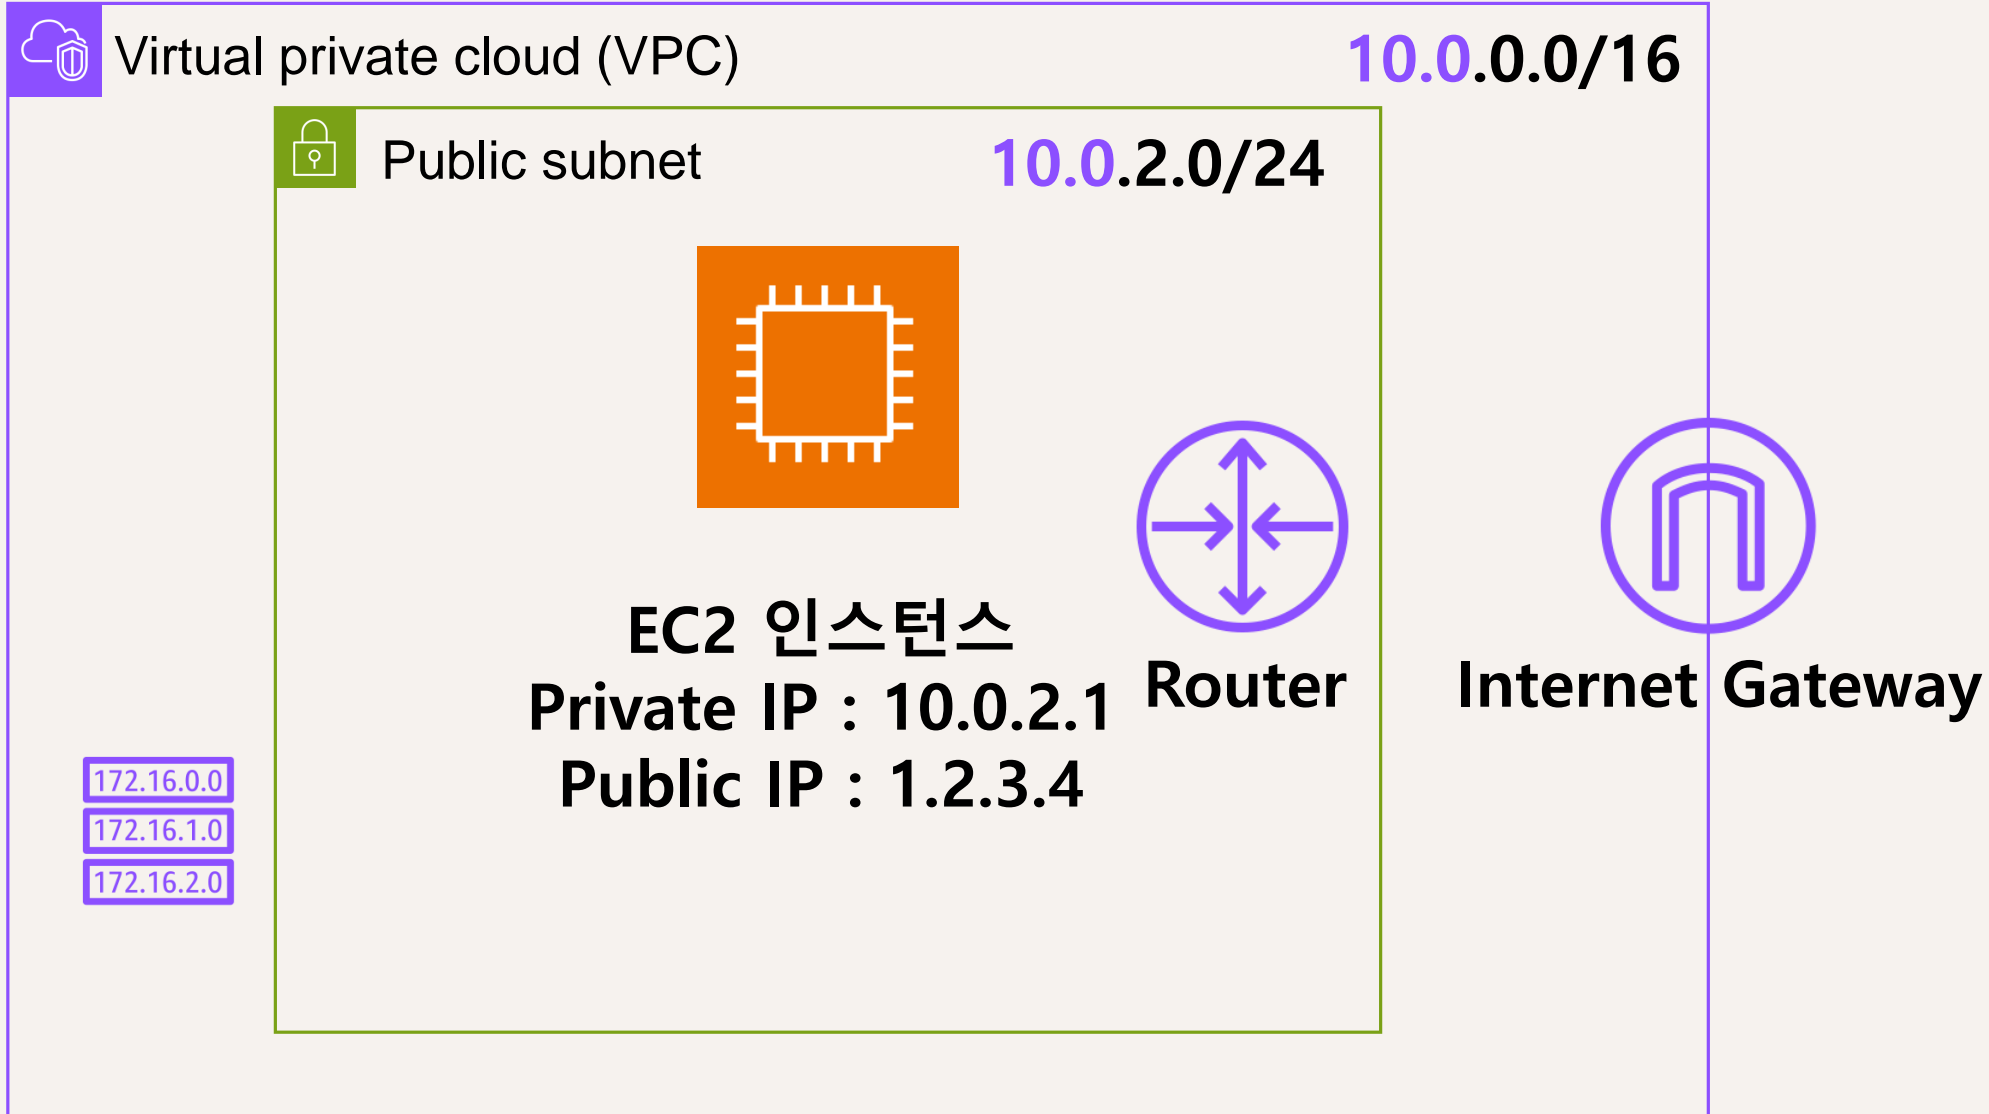 Virtual private cloud (VPC)
10.0.0.0/16
Public subnet
10.0.2.0/24
EC2 인스턴스
Private IP : 10.0.2.1
Public IP : 1.2.3.4
Router
Internet Gateway
172.16.0.0
172.16.1.0
172.16.2.0